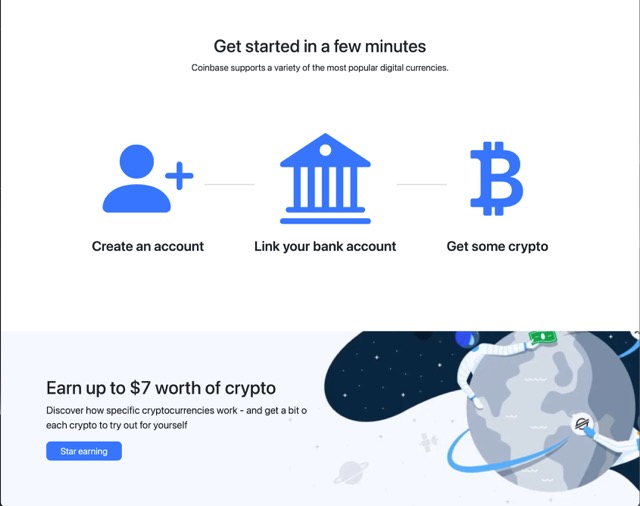 Get started in a few minutes
Coinbase supports a variety of the most popular digital currencies.
Create an account
Link your bank account
Get some crypto
Earn up to $7 worth of crypto
Discover how specific cryptocurrencies work - and get a bit o
each crypto to try out for yourself
Star earning